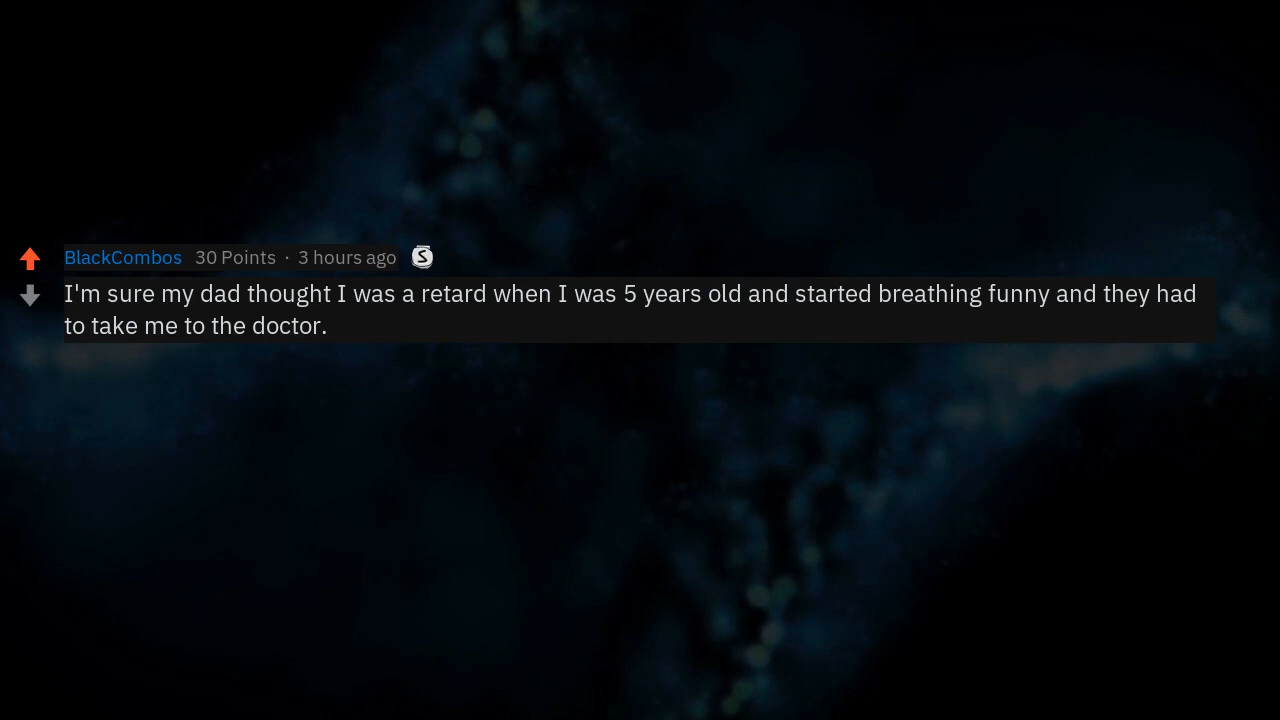 BlackCombos 30 Points · 3 hours ago S
I'm sure my dad thought I was a retard when I was 5 years old and started breathing funny and they had
to take me to the doctor.